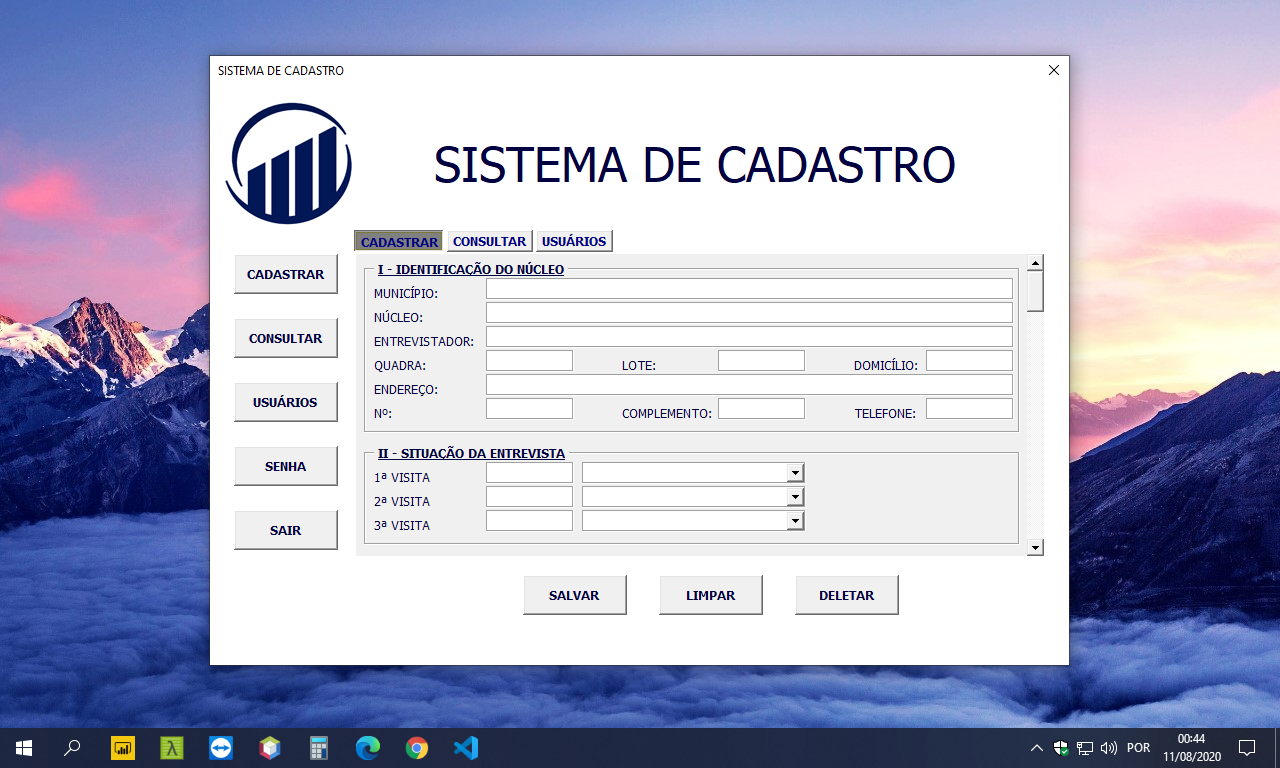 SISTEMA DE CADASTRO
SISTEMA DE CADASTRO
CADASTRAR CONSULTAR USUÁRIOS
CADASTRAR
CONSULTAR
USUÁRIOS
SENHA
SAIR
I - IDENTIFICAÇÃO DO NÚCLEO
MUNICÍPIO:
NÚCLEO:
ENTREVISTADOR:
QUADRA: LOTE: DOMICÍLIO:
ENDEREÇO:
Nº: COMPLEMENTO: TELEFONE:
II - SITUAÇÃO DA ENTREVISTA
1ª VISITA
2ª VISITA
3ª VISITA
SALVAR LIMPAR DELETAR
POR
00:44
11/08/2020